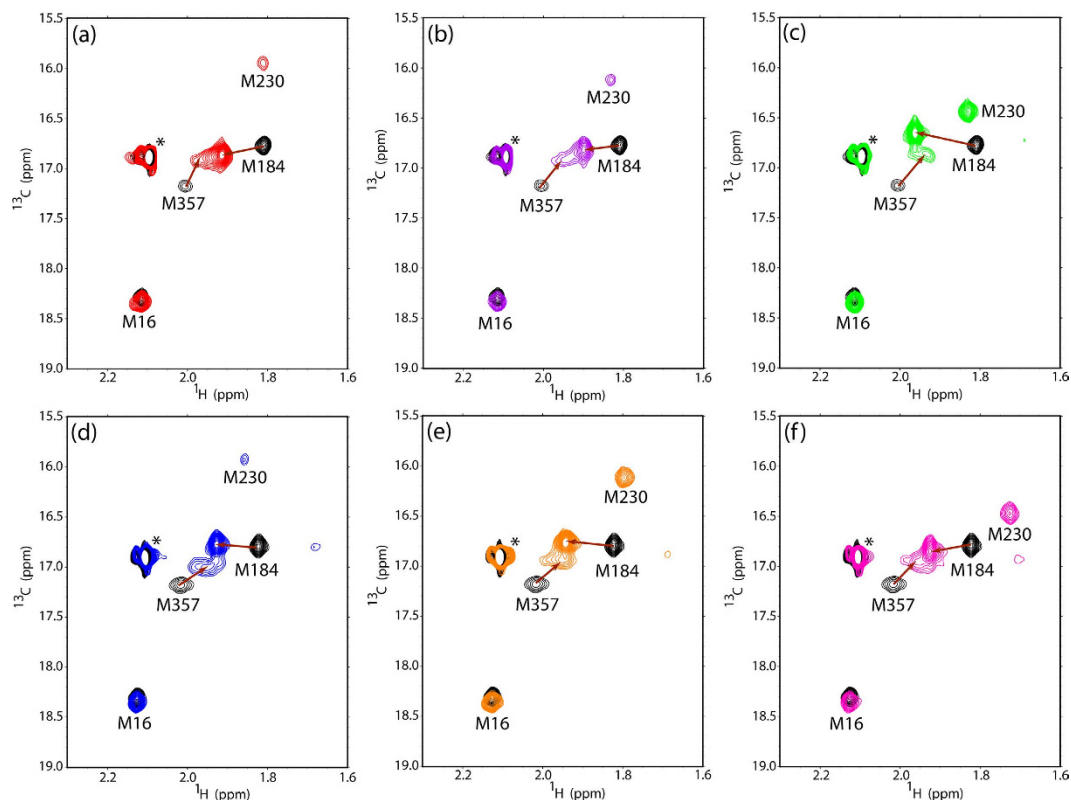 (a)
15.5
16.0
16.5
17.0
17.5
18.0
18.5
19.0
13C (ppm)
M230
*
M184
M357
M16
2.2 2.0 1.8 1.6
1H (ppm)
(b)
15.5
16.0
16.5
17.0
17.5
18.0
18.5
19.0
13C (ppm)
M230
*
M184
M357
M16
2.2 2.0 1.8 1.6
1H (ppm)
(c)
15.5
16.0
16.5
17.0
17.5
18.0
18.5
19.0
13C (ppm)
M230
*
M184
M357
M16
2.2 2.0 1.8 1.6
1H (ppm)
(d)
15.5
16.0
16.5
17.0
17.5
18.0
18.5
19.0
13C (ppm)
M230
*
M184
M357
M16
2.2 2.0 1.8 1.6
1H (ppm)
(e)
15.5
16.0
16.5
17.0
17.5
18.0
18.5
19.0
13C (ppm)
M230
*
M184
M357
M16
2.2 2.0 1.8 1.6
1H (ppm)
(f)
15.5
16.0
16.5
17.0
17.5
18.0
18.5
19.0
13C (ppm)
M230
*
M184
M357
M16
2.2 2.0 1.8 1.6
1H (ppm)